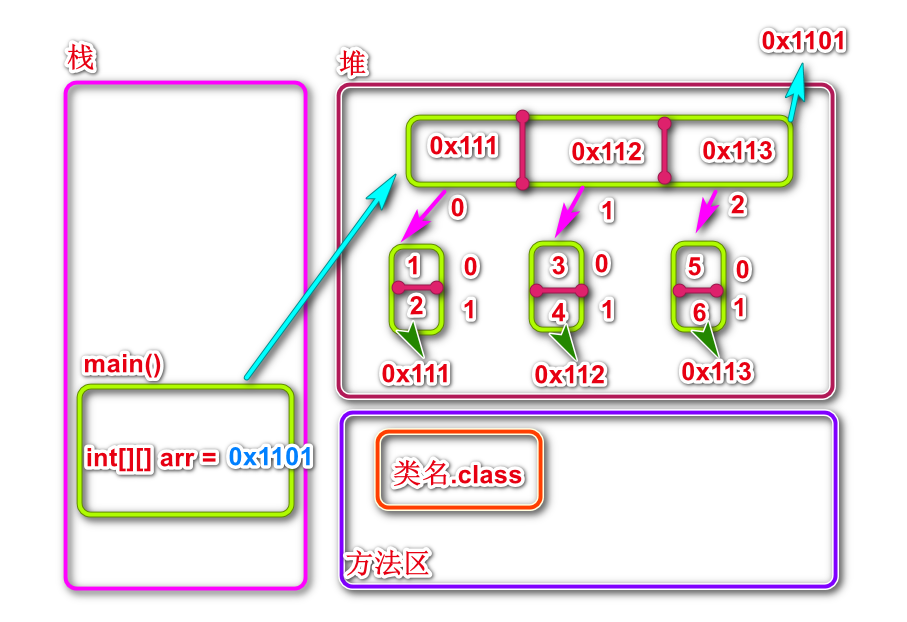 0x1101
栈
堆
0x111 0x112 0x113
0 1 2
1 0 3 0 5 0
2 1 4 1 6 1
0x111 0x112 0x113
main()
int[][] arr = 0x1101
类名.class
方法区